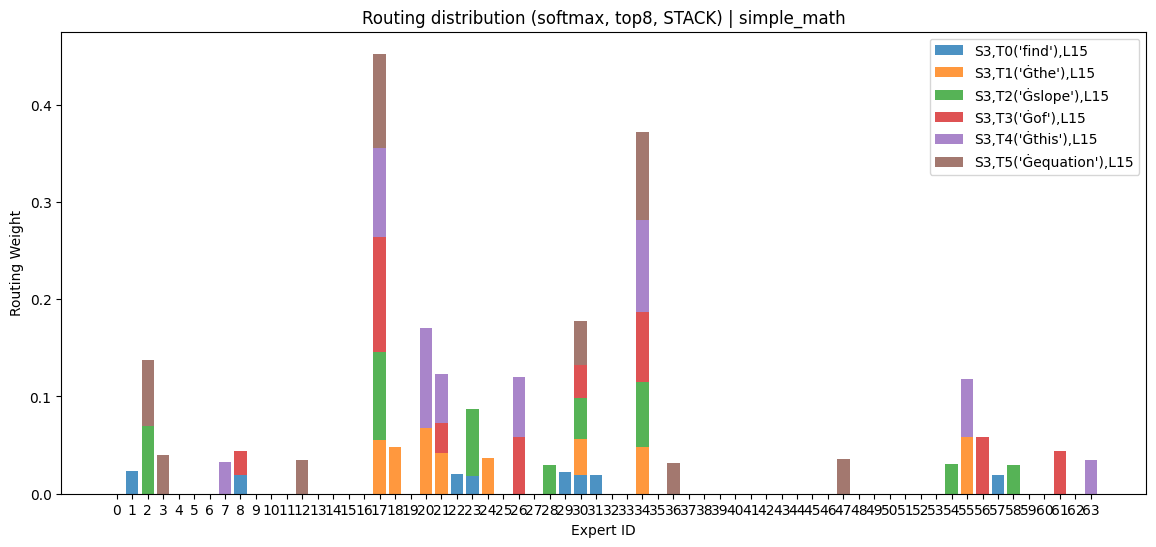 Routing distribution (softmax, top8, STACK) | simple_math
S3,T0('find'),L15
S3,T1('Ġthe'),L15
S3,T2('Ġslope'),L15
S3,T3('Ġof'),L15
S3,T4('Ġthis'),L15
S3,T5('Ġequation'),L15
Routing Weight
0.4
0.3
0.2
0.1
0.0
0 1 2 3 4 5 6 7 8 9 10 11 12 13 14 15 16 17 18 19 20 21 22 23 24 25 26 27 28 29 30 31 32 33 34 35 36 37 38 39 40 41 42 43 44 45 46 47 48 49 50 51 52 53 54 55 56 57 58 59 60 61 62 63
Expert ID